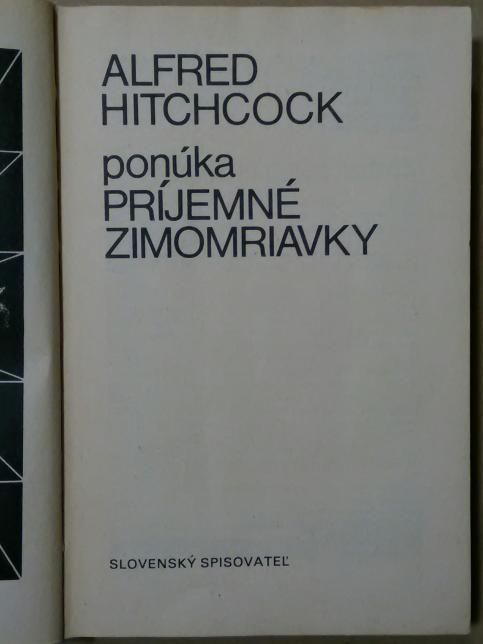 ALFRED
HITCHCOCK
ponúka
PRÍJEMNÉ
ZIMOMRIAVKY
SLOVENSKÝ SPISOVATEĽ